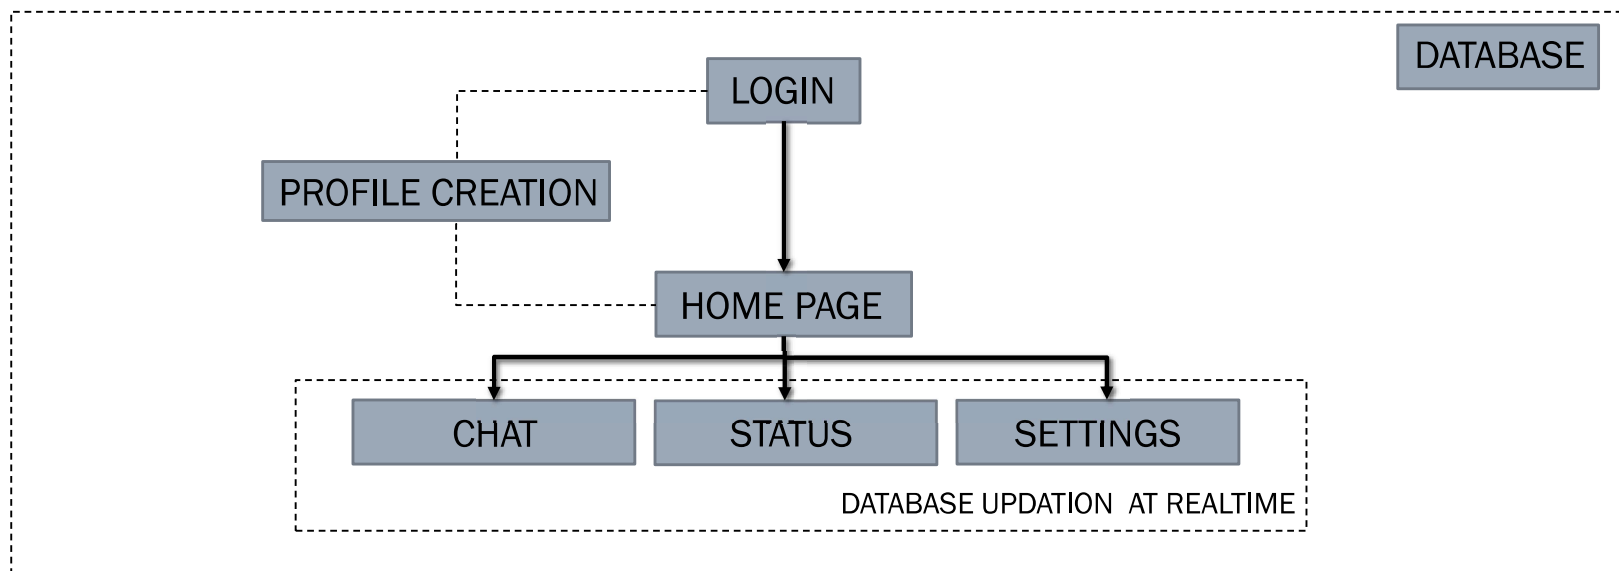 DATABASE
LOGIN
PROFILE CREATION
HOME PAGE
CHAT
STATUS
SETTINGS
DATABASE UPDATION AT REALTIME